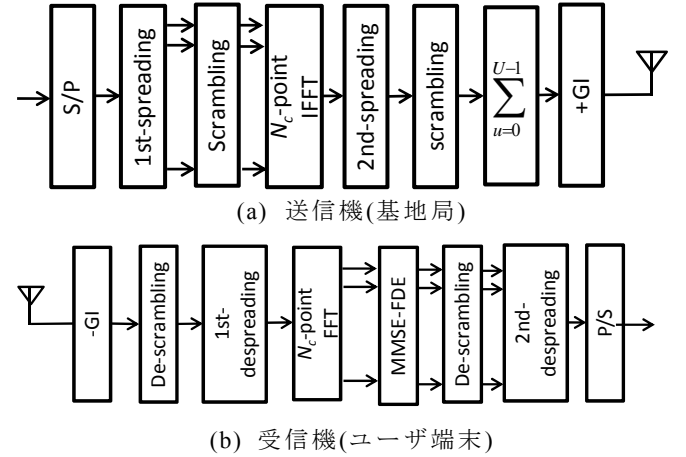 S/P
1st-spreading
Scrambling
N_c-point
IFFT
2nd-spreading
scrambling
U−1
∑
u=0
+GI
(a) 送信機(基地局)
-GI
De-scrambling
1st-
despreading
N_c-point
FFT
MMSE-FDE
De-scrambling
2nd-
despreading
P/S
(b) 受信機(ユーザ端末)